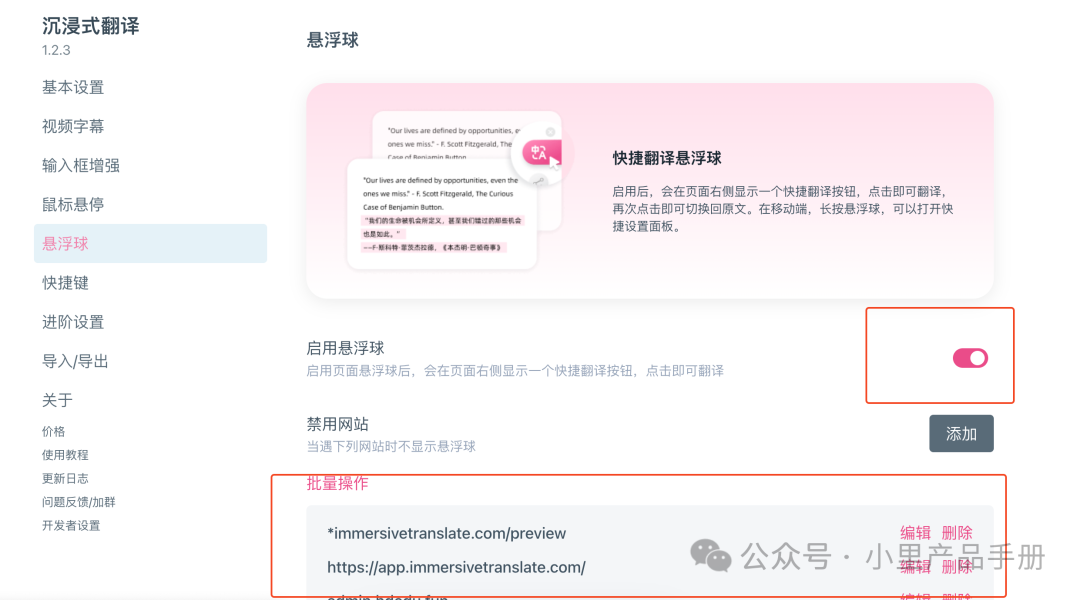 沉浸式翻译
1.2.3
基本设置
视频字幕
输入框增强
鼠标悬停
悬浮球
快捷键
进阶设置
导入/导出
关于
价格
使用教程
更新日志
问题反馈/加群
开发者设置
悬浮球
"Our lives are defined by opportunities, e
ones we miss." - F. Scott Fitzgerald, The
Case of Benjamin Button.
"Our lives are defined by opportunities, even the
ones we miss." - F. Scott Fitzgerald, The Curious
Case of Benjamin Button.
"我们的生命被机会所定义，甚至我们错过的那些机会
也是如此。"
——F·斯科特·菲茨杰拉德，《本杰明·巴顿奇事》
中
A
快捷翻译悬浮球
启用后，会在页面右侧显示一个快捷翻译按钮，点击即可翻译，
再次点击即可切换回原文。在移动端，长按悬浮球，可以打开快
捷设置面板。
启用悬浮球
启用页面悬浮球后，会在页面右侧显示一个快捷翻译按钮，点击即可翻译
禁用网站
当遇下列网站时不显示悬浮球
添加
批量操作
*immersivetranslate.com/preview 编辑 删除
https://app.immersivetranslate.com/ 编辑 删除
公众号 · 小里产品手册